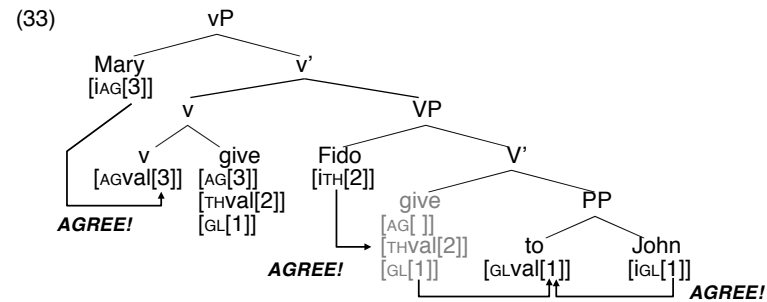 (33) vP
Mary v'
[iAG[3]]
v VP
v give Fido V'
[AGval[3]] [AG[3]] [iTH[2]]
[THval[2]] give PP
[GL[1]] [AG[ ]]
AGREE!
[THval[2]] to John
AGREE! [GL[1]] [GLval[1]] [iGL[1]]
AGREE!